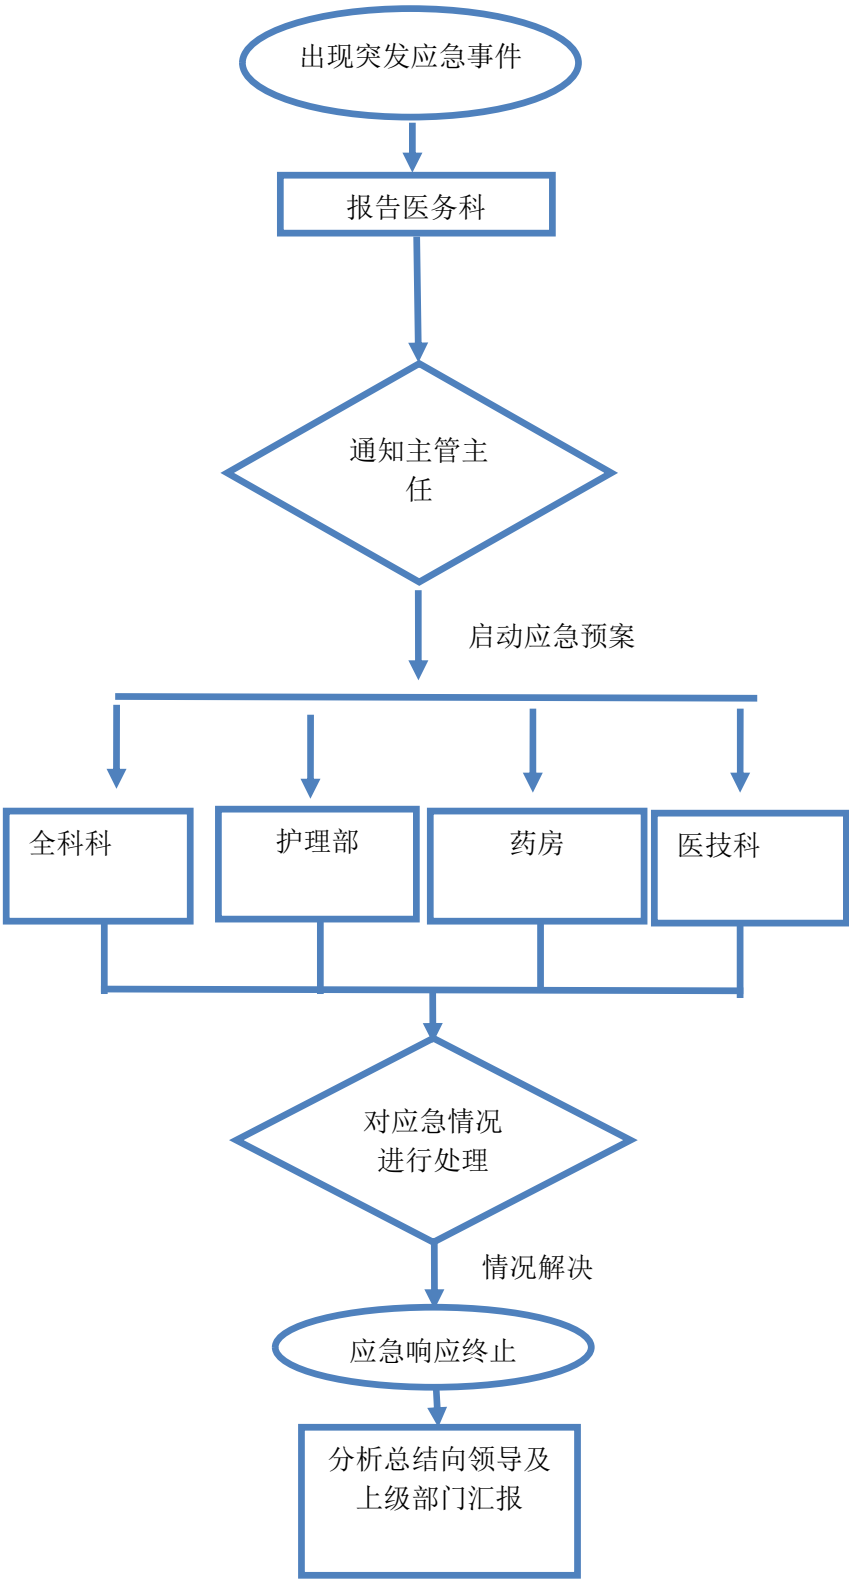 出现突发应急事件
报告医务科
通知主管主
任
启动应急预案
全科科
护理部
药房
医技科
对应急情况
进行处理
情况解决
应急响应终止
分析总结向领导及
上级部门汇报